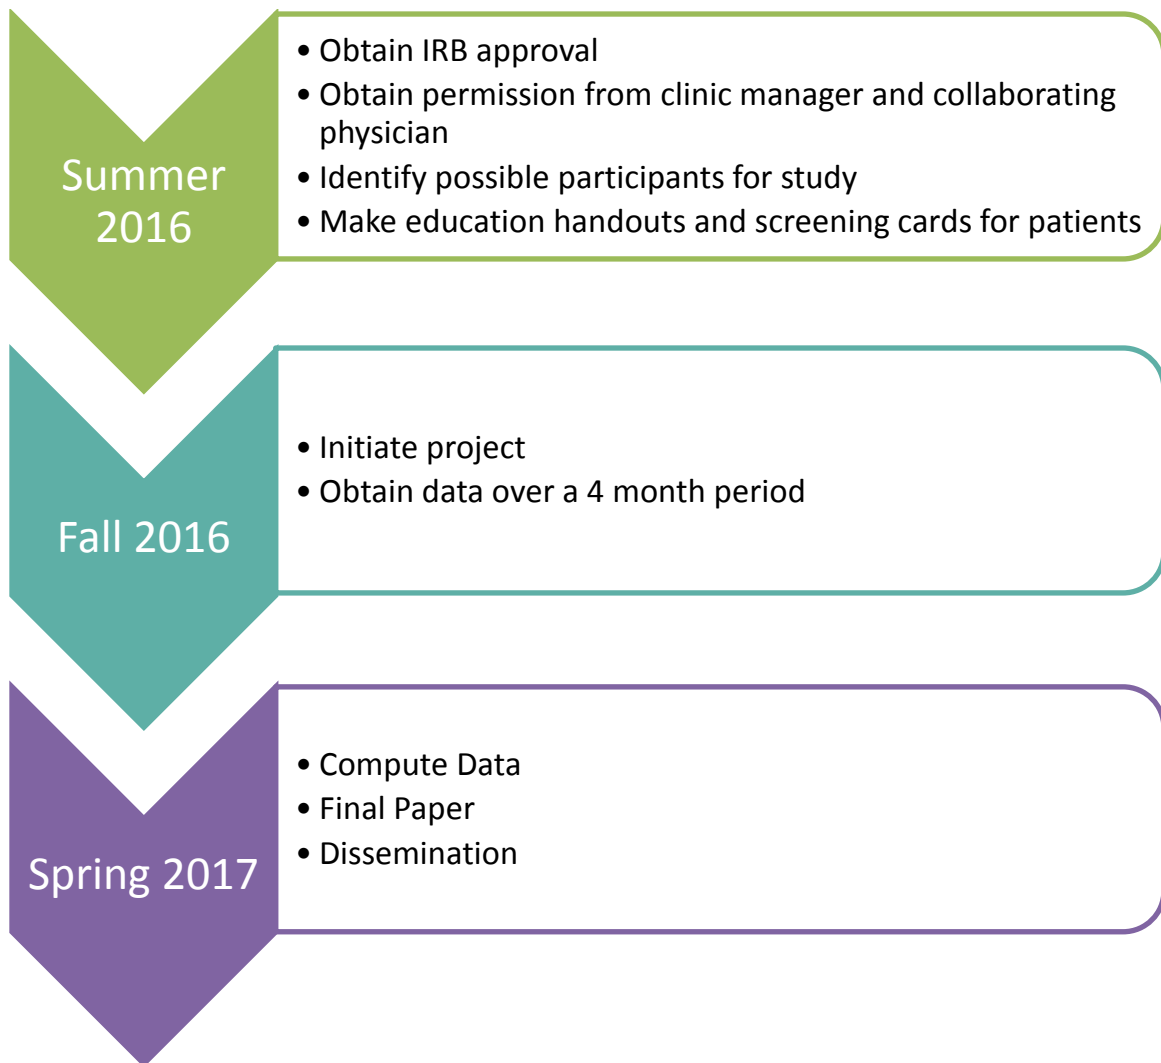 Summer
2016
• Obtain IRB approval
• Obtain permission from clinic manager and collaborating
physician
• Identify possible participants for study
• Make education handouts and screening cards for patients
Fall 2016
• Initiate project
• Obtain data over a 4 month period
Spring 2017
• Compute Data
• Final Paper
• Dissemination